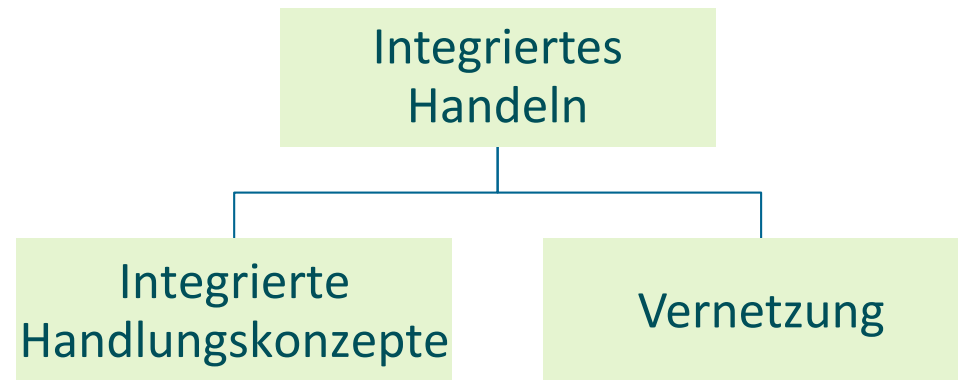 Integriertes
Handeln
Integrierte
Handlungskonzepte
Vernetzung